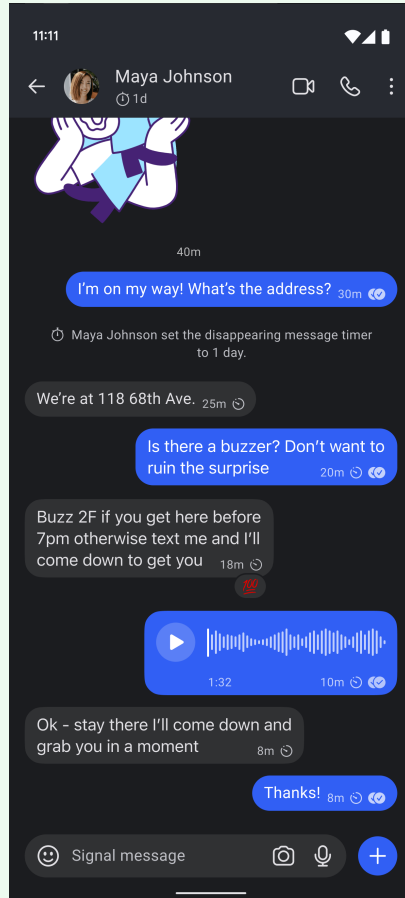 11:11
Maya Johnson
1d
40m
I'm on my way! What's the address? 30m
Maya Johnson set the disappearing message timer
to 1 day.
We're at 118 68th Ave. 25m
Is there a buzzer? Don't want to
ruin the surprise 20m
Buzz 2F if you get here before
7pm otherwise text me and I'll
come down to get you 18m
💯
1:32 10m
Ok - stay there I'll come down and
grab you in a moment 8m
Thanks! 8m
Signal message